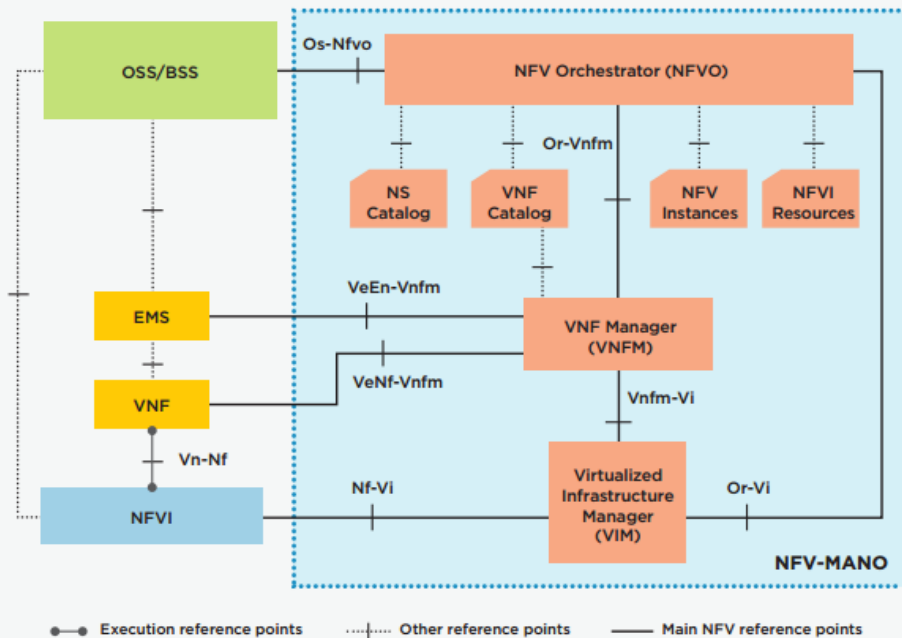 Os-Nfvo
OSS/BSS
NFV Orchestrator (NFVO)
Or-Vnfm
NS
Catalog
VNF
Catalog
NFV
Instances
NFVI
Resources
VeEn-Vnfm
EMS
VNF Manager
(VNFM)
VeNf-Vnfm
VNF
Vnfm-Vi
Vn-Nf
Virtualized
Infrastructure
Manager
(VIM)
Nf-Vi
Or-Vi
NFVI
NFV-MANO
Execution reference points
Other reference points
Main NFV reference points